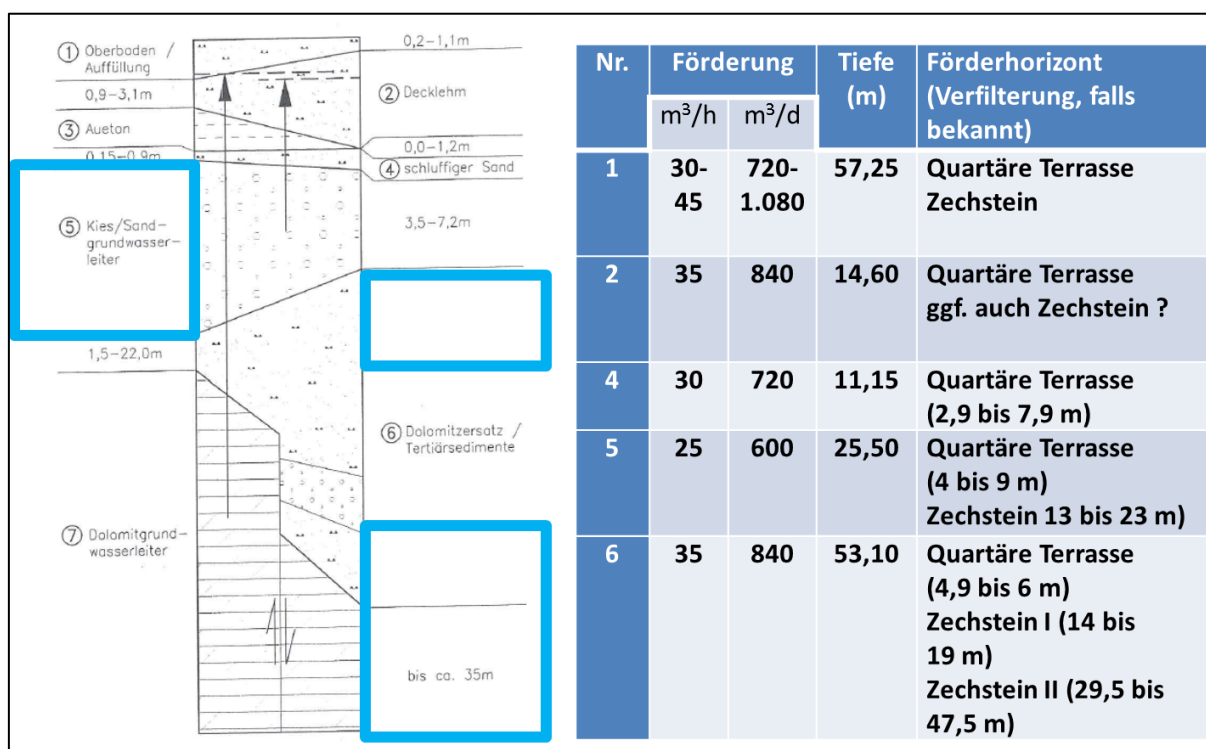 ① Oberboden /
Auffüllung
0,2–1,1m
0,9–3,1m
② Decklehm
③ Aueton
0,0–1,2m
0,15–0,9m
④ schluffiger Sand
⑤ Kies/Sand–
grundwasser–
leiter
3,5–7,2m
1,5–22,0m
⑥ Dolomitzersatz /
Tertiärsedimente
⑦ Dolomitgrund–
wasserleiter
bis ca. 35m
Nr. Förderung Tiefe (m) Förderhorizont
(Verfilterung, falls
bekannt)
m³/h m³/d
1 30-45 720-1.080 57,25 Quartäre Terrasse
Zechstein
2 35 840 14,60 Quartäre Terrasse
ggf. auch Zechstein ?
4 30 720 11,15 Quartäre Terrasse
(2,9 bis 7,9 m)
5 25 600 25,50 Quartäre Terrasse
(4 bis 9 m)
Zechstein 13 bis 23 m)
6 35 840 53,10 Quartäre Terrasse
(4,9 bis 6 m)
Zechstein I (14 bis
19 m)
Zechstein II (29,5 bis
47,5 m)